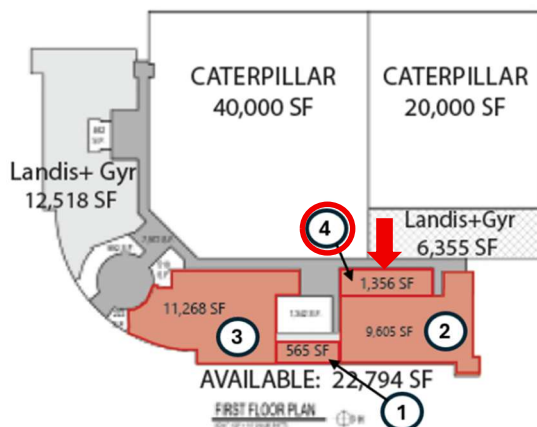 CATERPILLAR
40,000 SF
CATERPILLAR
20,000 SF
Landis+ Gyr
12,518 SF
Landis+Gyr
6,355 SF
4
1,356 SF
11,268 SF
3
9,605 SF
2
565 SF
AVAILABLE: 22,794 SF
1
FIRST FLOOR PLAN